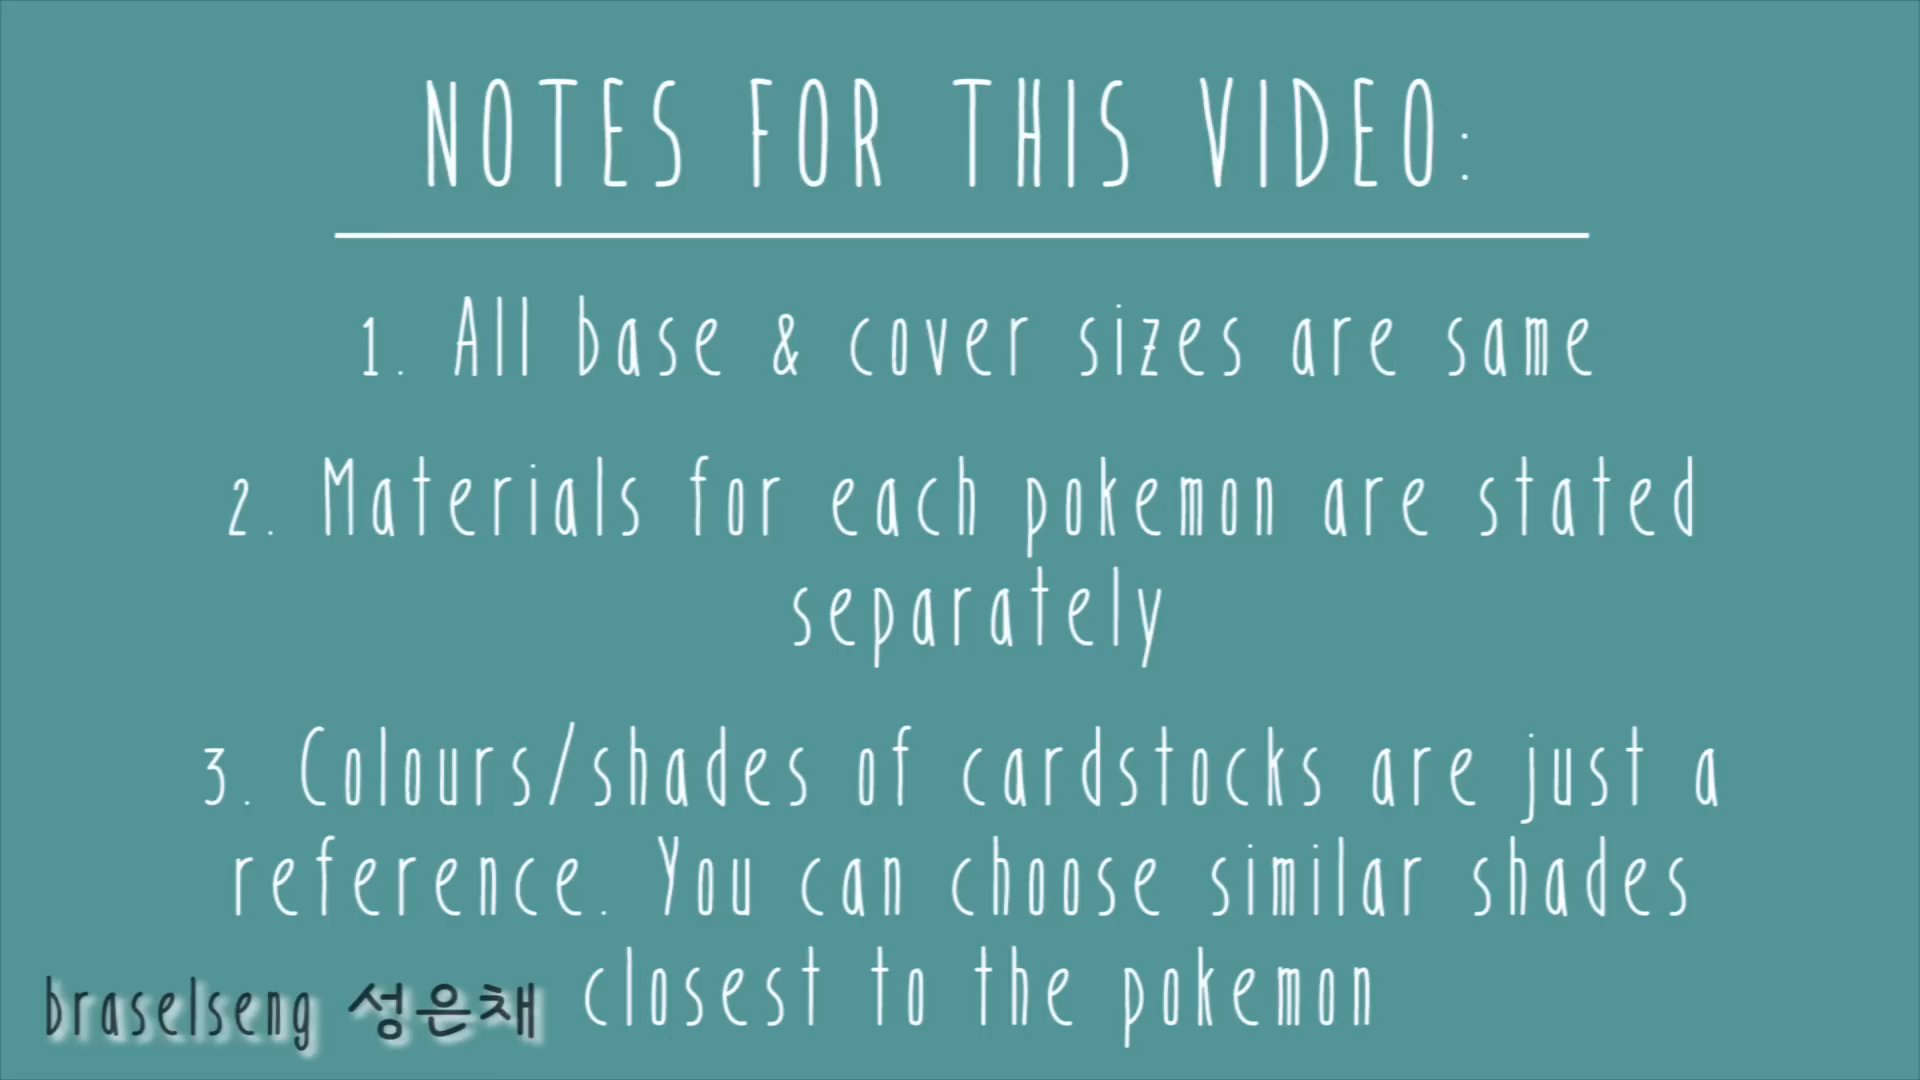 NOTES FOR THIS VIDEO:
1. All base & cover sizes are same
2. Materials for each pokemon are stated
separately
3. Colours/shades of cardstocks are just a
reference. You can choose similar shades
closest to the pokemon
braselseng 성은채